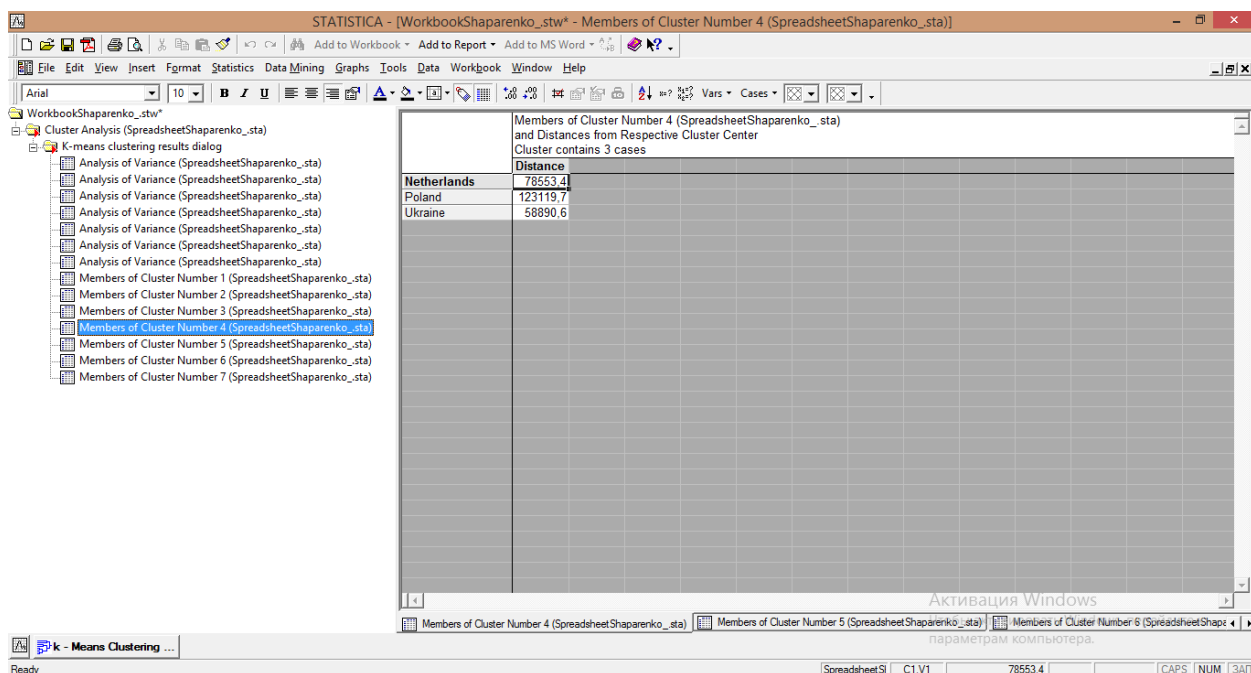 STATISTICA - [WorkbookShaparenko_.stw* - Members of Cluster Number 4 (SpreadsheetShaparenko_.sta)]
Add to Workbook Add to Report Add to MS Word
File Edit View Insert Format Statistics Data Mining Graphs Tools Data Workbook Window Help
Arial 10 B I U Vars Cases
WorkbookShaparenko_.stw*
Cluster Analysis (SpreadsheetShaparenko_.sta)
K-means clustering results dialog
Analysis of Variance (SpreadsheetShaparenko_.sta)
Analysis of Variance (SpreadsheetShaparenko_.sta)
Analysis of Variance (SpreadsheetShaparenko_.sta)
Analysis of Variance (SpreadsheetShaparenko_.sta)
Analysis of Variance (SpreadsheetShaparenko_.sta)
Analysis of Variance (SpreadsheetShaparenko_.sta)
Analysis of Variance (SpreadsheetShaparenko_.sta)
Members of Cluster Number 1 (SpreadsheetShaparenko_.sta)
Members of Cluster Number 2 (SpreadsheetShaparenko_.sta)
Members of Cluster Number 3 (SpreadsheetShaparenko_.sta)
Members of Cluster Number 4 (SpreadsheetShaparenko_.sta)
Members of Cluster Number 5 (SpreadsheetShaparenko_.sta)
Members of Cluster Number 6 (SpreadsheetShaparenko_.sta)
Members of Cluster Number 7 (SpreadsheetShaparenko_.sta)
Members of Cluster Number 4 (SpreadsheetShaparenko_.sta)
and Distances from Respective Cluster Center
Cluster contains 3 cases
Distance
Netherlands 78553,4
Poland 123119,7
Ukraine 58890,6
Активация Windows
Members of Cluster Number 4 (SpreadsheetShaparenko_.sta) Members of Cluster Number 5 (SpreadsheetShaparenko_.sta) Members of Cluster Number 6 (SpreadsheetShapa
параметрам компьютера.
k - Means Clustering ...
Ready SpreadsheetS C1,V1 78553,4 CAPS NUM ЗАП